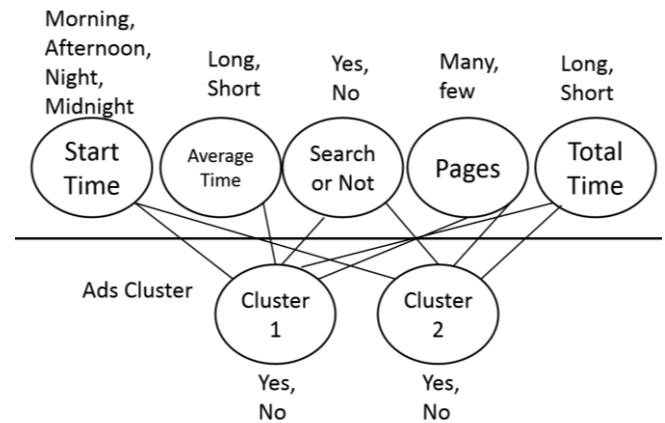 Morning,
Afternoon,
Night,
Midnight
Long,
Short
Yes,
No
Many,
few
Long,
Short
Start
Time
Average
Time
Search
or Not
Pages
Total
Time
Ads Cluster
Cluster
1
Cluster
2
Yes,
No
Yes,
No